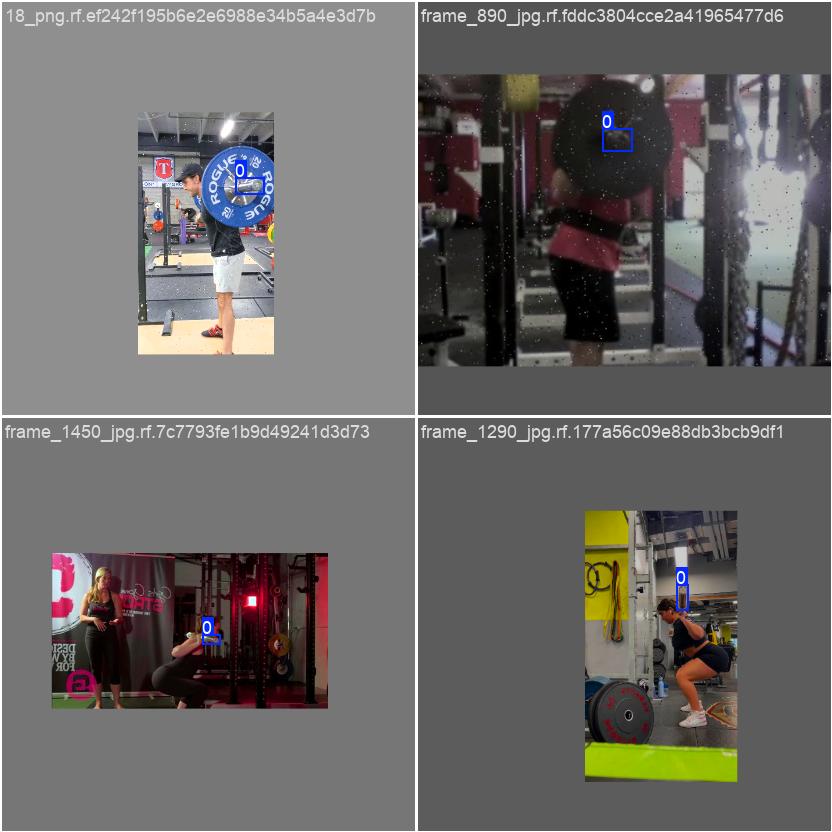 18_png.rf.ef242f195b6e2e6988e34b5a4e3d7b
frame_890_jpg.rf.fddc3804cce2a41965477d6
0
ROGUE
ROGUE
T
0
frame_1450_jpg.rf.7c7793fe1b9d49241d3d73
frame_1290_jpg.rf.177a56c09e88db3bcb9df1
0
0